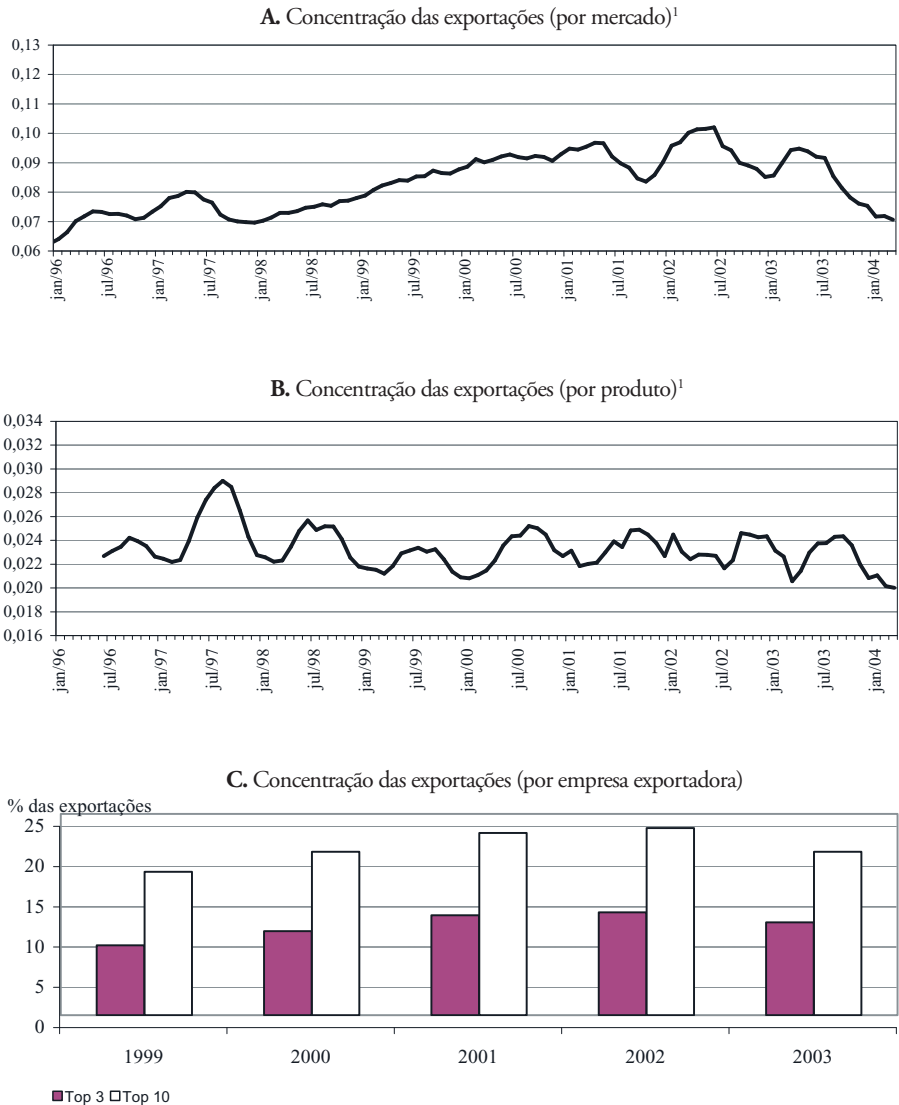 A. Concentração das exportações (por mercado)1
0,13
0,12
0,11
0,10
0,09
0,08
0,07
0,06
jan/96
jul/96
jan/97
jul/97
jan/98
jul/98
jan/99
jul/99
jan/00
jul/00
jan/01
jul/01
jan/02
jul/02
jan/03
jul/03
jan/04
B. Concentração das exportações (por produto)1
0,034
0,032
0,030
0,028
0,026
0,024
0,022
0,020
0,018
0,016
jan/96
jul/96
jan/97
jul/97
jan/98
jul/98
jan/99
jul/99
jan/00
jul/00
jan/01
jul/01
jan/02
jul/02
jan/03
jul/03
jan/04
C. Concentração das exportações (por empresa exportadora)
% das exportações
25
20
15
10
5
0
1999 2000 2001 2002 2003
Top 3 Top 10